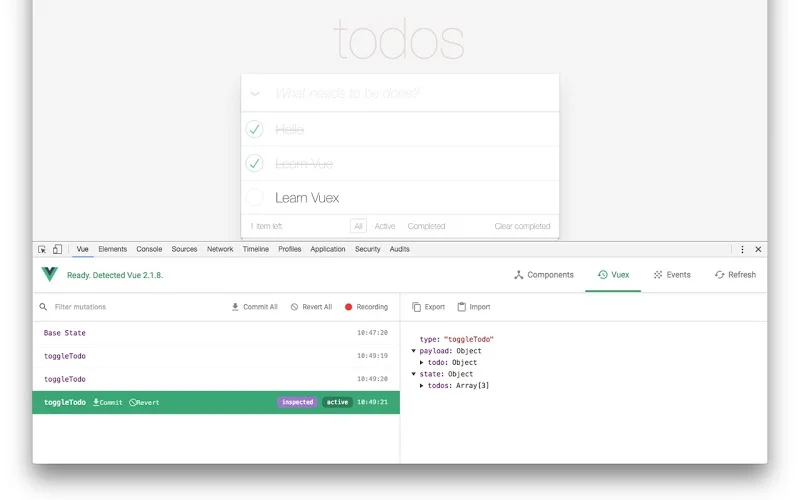 todos
What needs to be done?
Hello
Learn Vue
Learn Vuex
1 item left All Active Completed Clear completed
Vue Elements Console Sources Network Timeline Profiles Application Security Audits
Ready. Detected Vue 2.1.8. Components Vuex Events Refresh
Filter mutations Commit All Revert All Recording Export Import
Base State 10:47:20
toggleTodo 10:49:19
toggleTodo 10:49:20
toggleTodo Commit Revert inspected active 10:49:21
type: "toggleTodo"
payload: Object
todo: Object
state: Object
todos: Array[3]